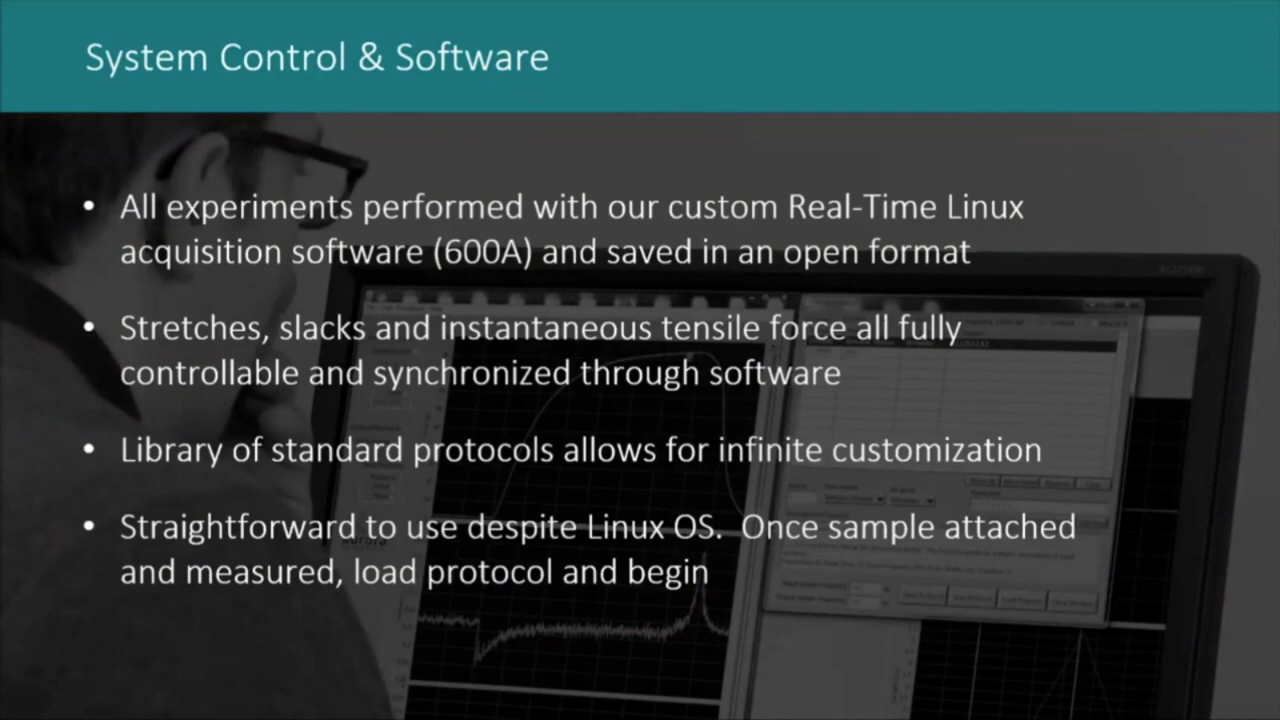 System Control & Software
• All experiments performed with our custom Real-Time Linux
acquisition software (600A) and saved in an open format
• Stretches, slacks and instantaneous tensile force all fully
controllable and synchronized through software
• Library of standard protocols allows for infinite customization
• Straightforward to use despite Linux OS.  Once sample attached
and measured, load protocol and begin